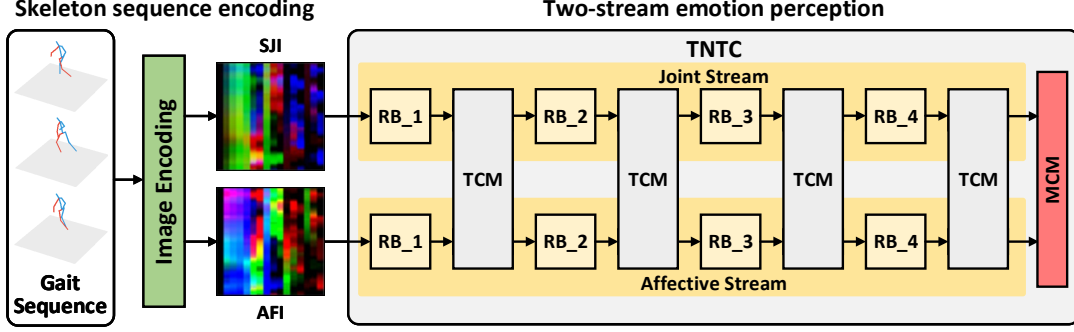 Skeleton sequence encoding
Two-stream emotion perception
Gait
Sequence
Image Encoding
SJI
AFI
TNTC
Joint Stream
RB_1
RB_2
RB_3
RB_4
TCM
TCM
TCM
TCM
RB_1
RB_2
RB_3
RB_4
Affective Stream
MCM